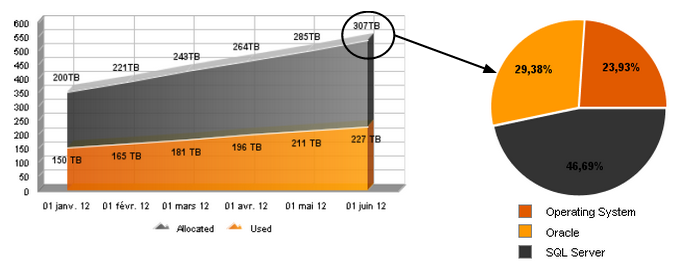 600
550
500
450
400
350
300
250
200
150
100
50
0
200TB
221TB
243TB
264TB
285TB
307TB
150 TB
165 TB
181 TB
196 TB
211 TB
227 TB
01 janv. 12 01 févr. 12 01 mars 12 01 avr. 12 01 mai 12 01 juin 12
Allocated Used
29,38% 23,93%
46,69%
Operating System
Oracle
SQL Server